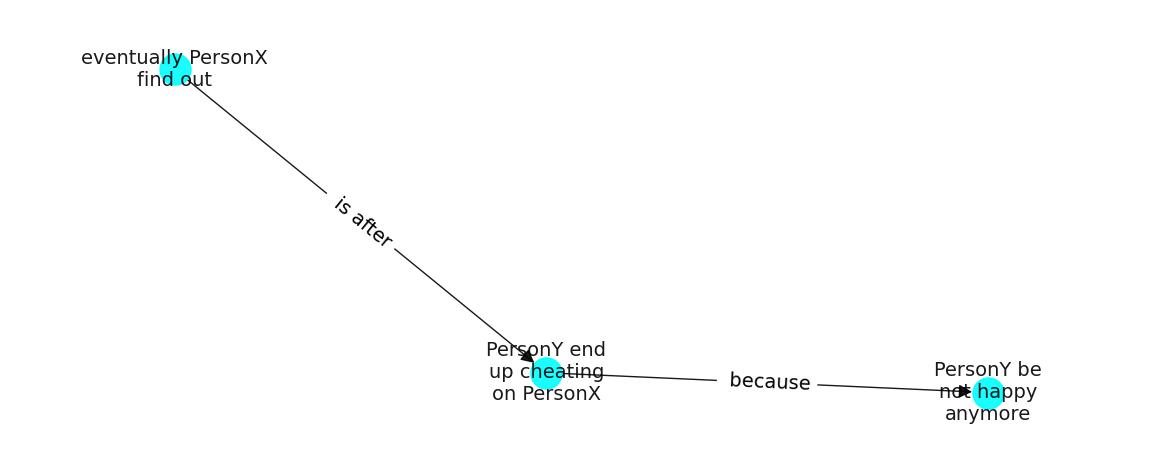 eventually PersonX
find out
is after
PersonY end
up cheating
on PersonX
because
PersonY be
not happy
anymore